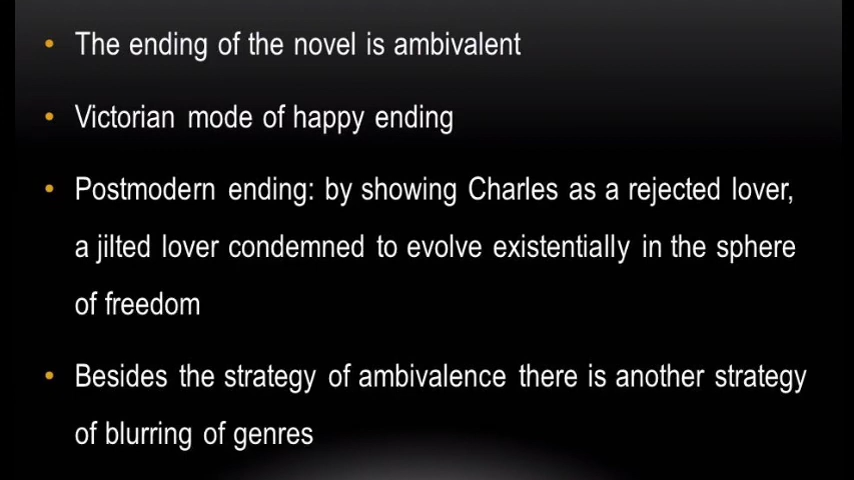 • The ending of the novel is ambivalent
• Victorian mode of happy ending
• Postmodern ending: by showing Charles as a rejected lover,
a jilted lover condemned to evolve existentially in the sphere
of freedom
• Besides the strategy of ambivalence there is another strategy
of blurring of genres